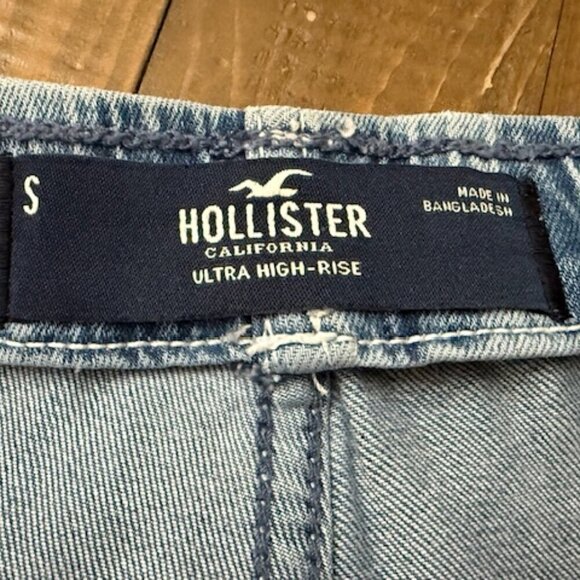 S
HOLLISTER
CALIFORNIA
ULTRA HIGH-RISE
MADE IN
BANGLADESH